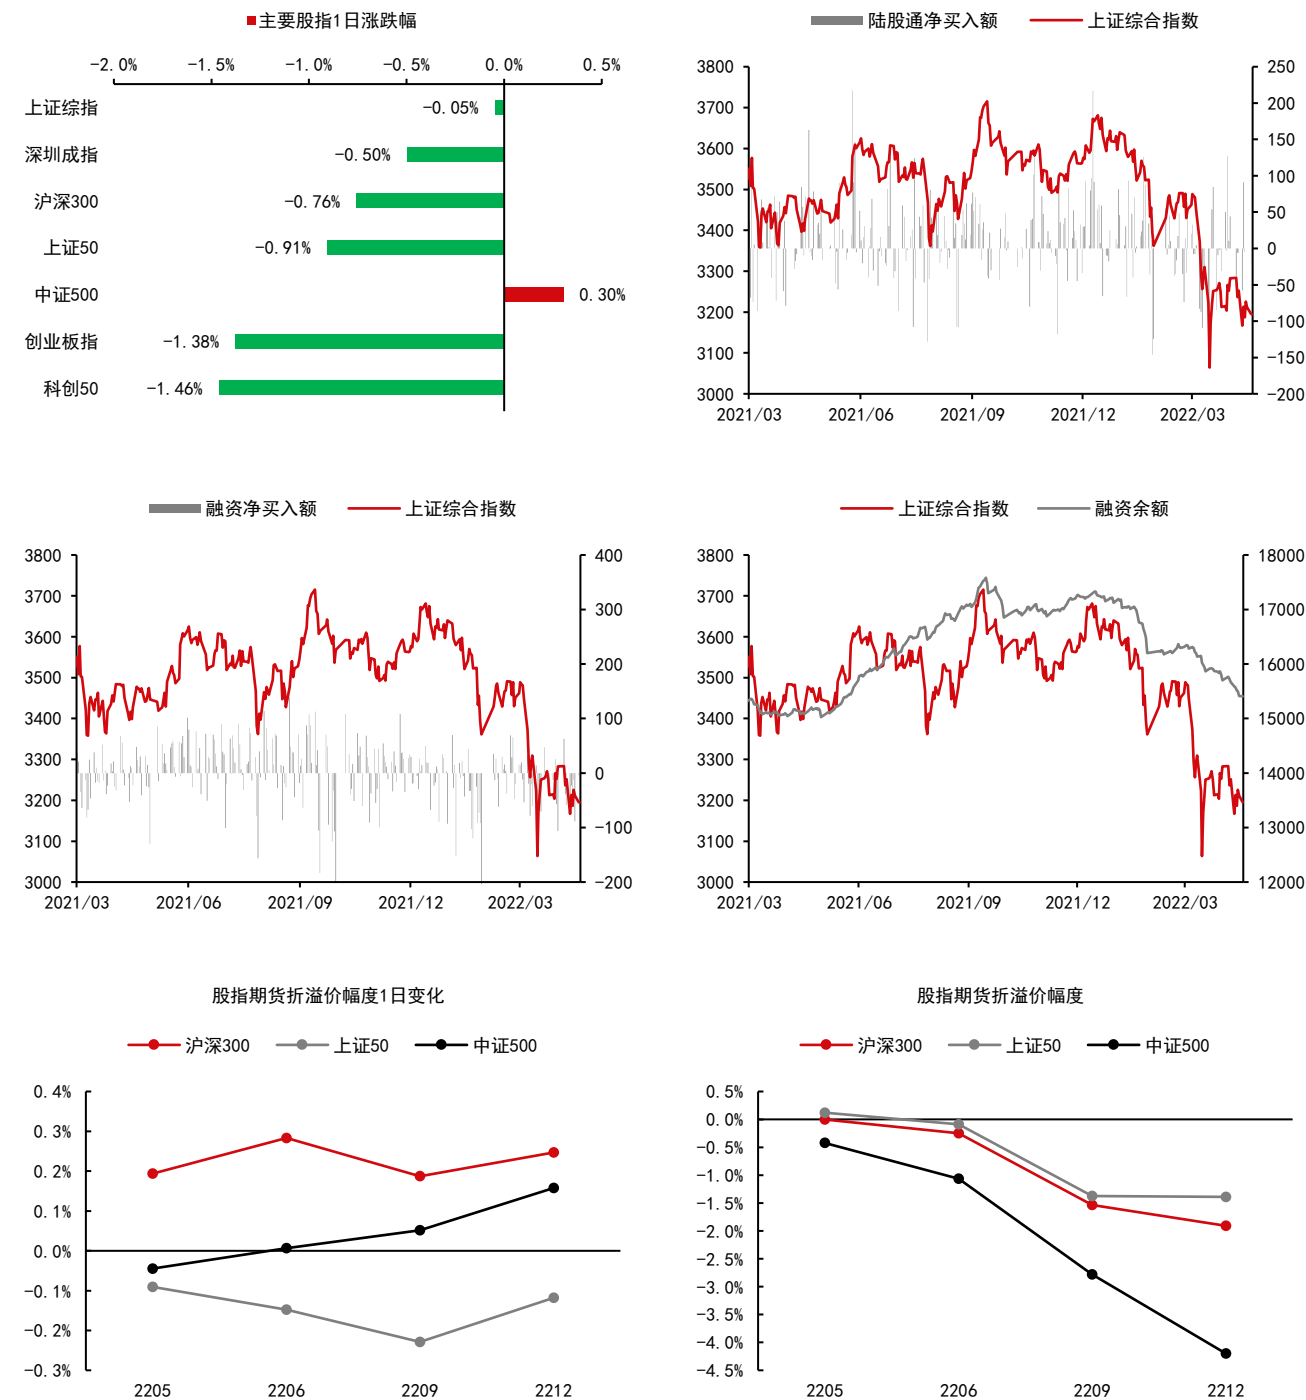 主要股指1日涨跌幅
-2.0% -1.5% -1.0% -0.5% 0.0% 0.5%
上证综指 -0.05%
深圳成指 -0.50%
沪深300 -0.76%
上证50 -0.91%
中证500 0.30%
创业板指 -1.38%
科创50 -1.46%
陆股通净买入额 上证综合指数
3800 250
3700 200
3600 150
3500 100
3400 50
3300 0
3200 -50
3100 -100
3000 -150
-200
2021/03 2021/06 2021/09 2021/12 2022/03
融资净买入额 上证综合指数
3800 400
3700 300
3600 200
3500 100
3400 0
3300 -100
3200 -200
3100
3000
2021/03 2021/06 2021/09 2021/12 2022/03
上证综合指数 融资余额
3800 18000
3700 17000
3600 16000
3500 15000
3400 14000
3300 13000
3200 12000
3100
3000
2021/03 2021/06 2021/09 2021/12 2022/03
股指期货折溢价幅度1日变化
沪深300 上证50 中证500
0.4%
0.3%
0.2%
0.1%
0.0%
-0.1%
-0.2%
-0.3%
2205 2206 2209 2212
股指期货折溢价幅度
沪深300 上证50 中证500
0.5%
0.0%
-0.5%
-1.0%
-1.5%
-2.0%
-2.5%
-3.0%
-3.5%
-4.0%
-4.5%
2205 2206 2209 2212